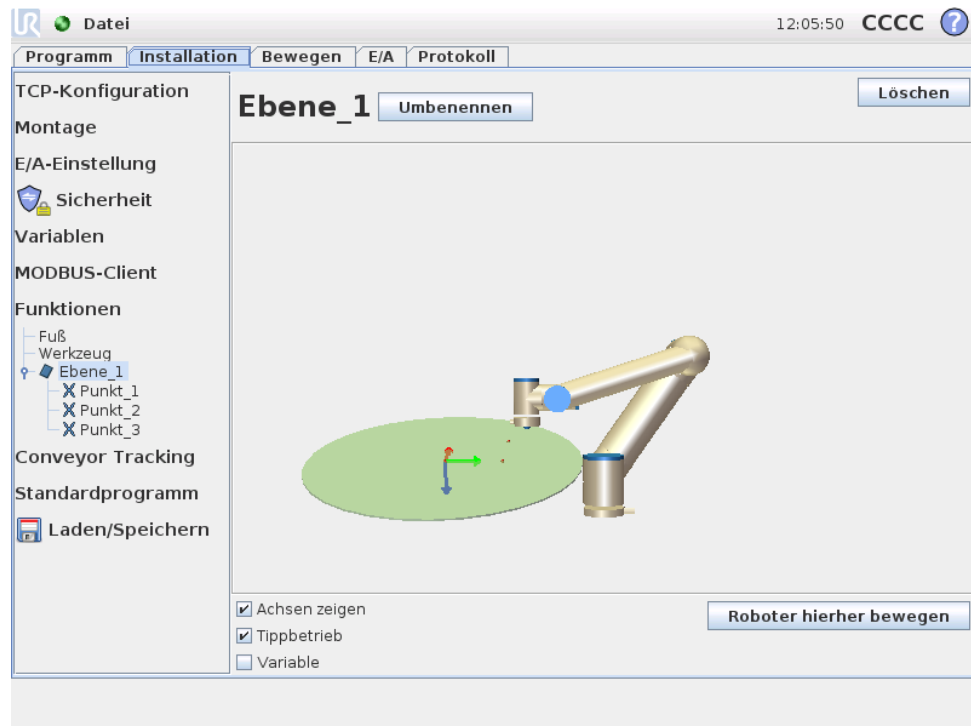 UR Datei 12:05:50 CCCC ?
Programm Installation Bewegen E/A Protokoll
TCP-Konfiguration
Montage
E/A-Einstellung
Sicherheit
Variablen
MODBUS-Client
Funktionen
Fuß
Werkzeug
Ebene_1
Punkt_1
Punkt_2
Punkt_3
Conveyor Tracking
Standardprogramm
Laden/Speichern
Ebene_1 Umbenennen Löschen
Achsen zeigen
Tippbetrieb
Variable
Roboter hierher bewegen